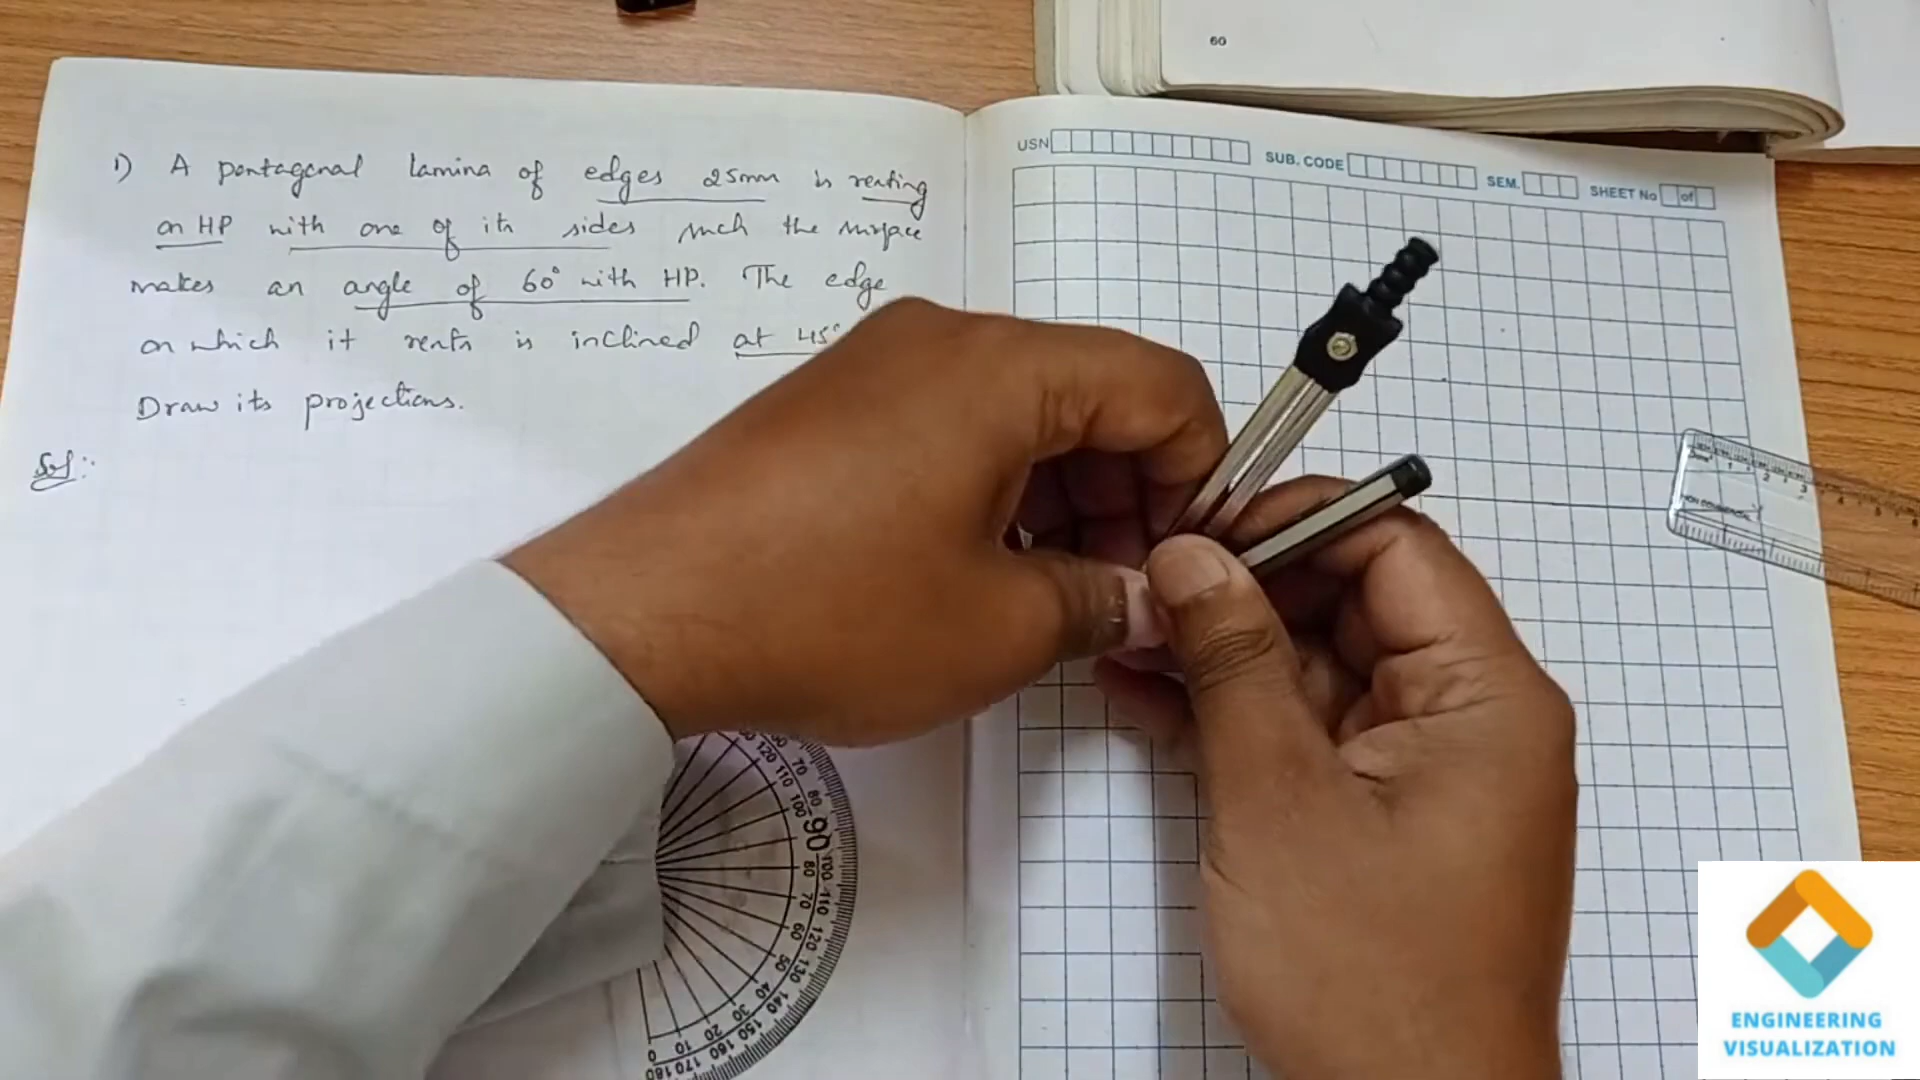 60
1) A pentagonal lamina of edges 25mm is resting
on HP with one of its sides such the surface
makes an angle of 60° with HP. The edge
on which it rests is inclined at 45°
Draw its projections.
Sol:-
USN SUB. CODE SEM. SHEET No of
ENGINEERING
VISUALIZATION